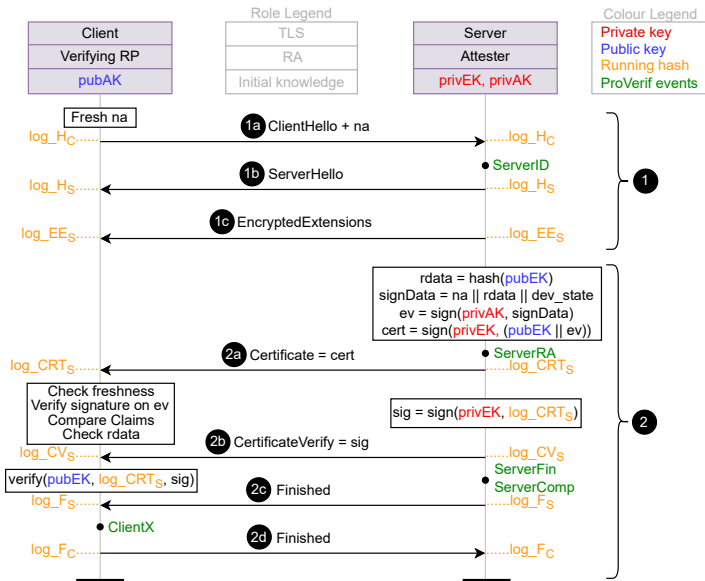 Role Legend
Colour Legend
Client
Verifying RP
pubAK
TLS
RA
Initial knowledge
Server
Attester
privEK, privAK
Private key
Public key
Running hash
ProVerif events
Fresh na
log_HC
1a ClientHello + na
log_HC
ServerID
log_HS
1b ServerHello
log_HS
1
log_EES
1c EncryptedExtensions
log_EES
rdata = hash(pubEK)
signData = na || rdata || dev_state
ev = sign(privAK, signData)
cert = sign(privEK, (pubEK || ev))
ServerRA
log_CRTS
2a Certificate = cert
log_CRTS
Check freshness
Verify signature on ev
Compare Claims
Check rdata
sig = sign(privEK, log_CRTS)
2
log_CVS
2b CertificateVerify = sig
log_CVS
verify(pubEK, log_CRTS, sig)
ServerFin
ServerComp
log_FS
2c Finished
log_FS
ClientX
log_FC
2d Finished
log_FC